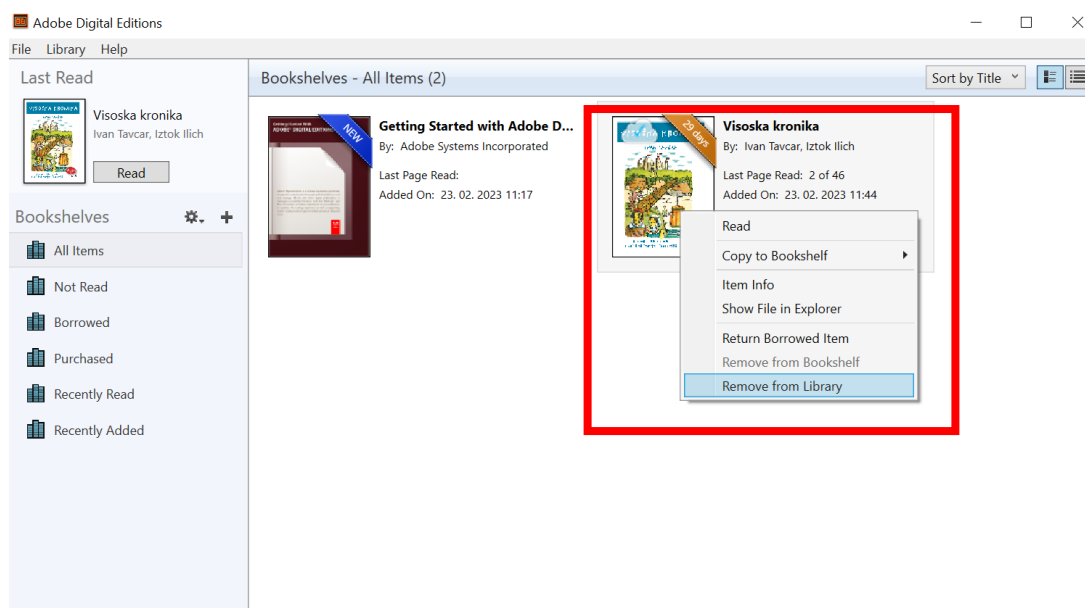 Adobe Digital Editions
File Library Help
Last Read
Visoska kronika
Ivan Tavcar, Iztok Ilich
Read
Bookshelves
All Items
Not Read
Borrowed
Purchased
Recently Read
Recently Added
Bookshelves - All Items (2)
Sort by Title
NEW
Getting Started with Adobe D...
By: Adobe Systems Incorporated
Last Page Read:
Added On: 23. 02. 2023 11:17
29 days
Visoska kronika
By: Ivan Tavcar, Iztok Ilich
Last Page Read: 2 of 46
Added On: 23. 02. 2023 11:44
Read
Copy to Bookshelf
Item Info
Show File in Explorer
Return Borrowed Item
Remove from Bookshelf
Remove from Library